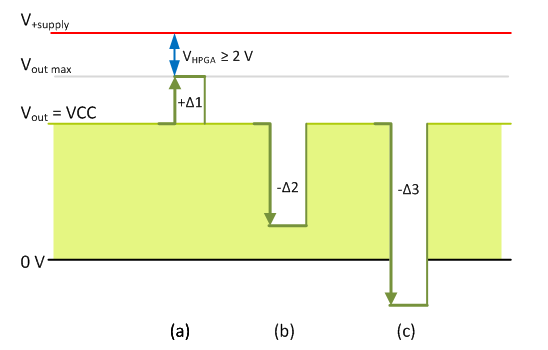 V+supply
VHPGA ≥ 2 V
Vout max
+Δ1
Vout = VCC
-Δ2
-Δ3
0 V
(a) (b) (c)